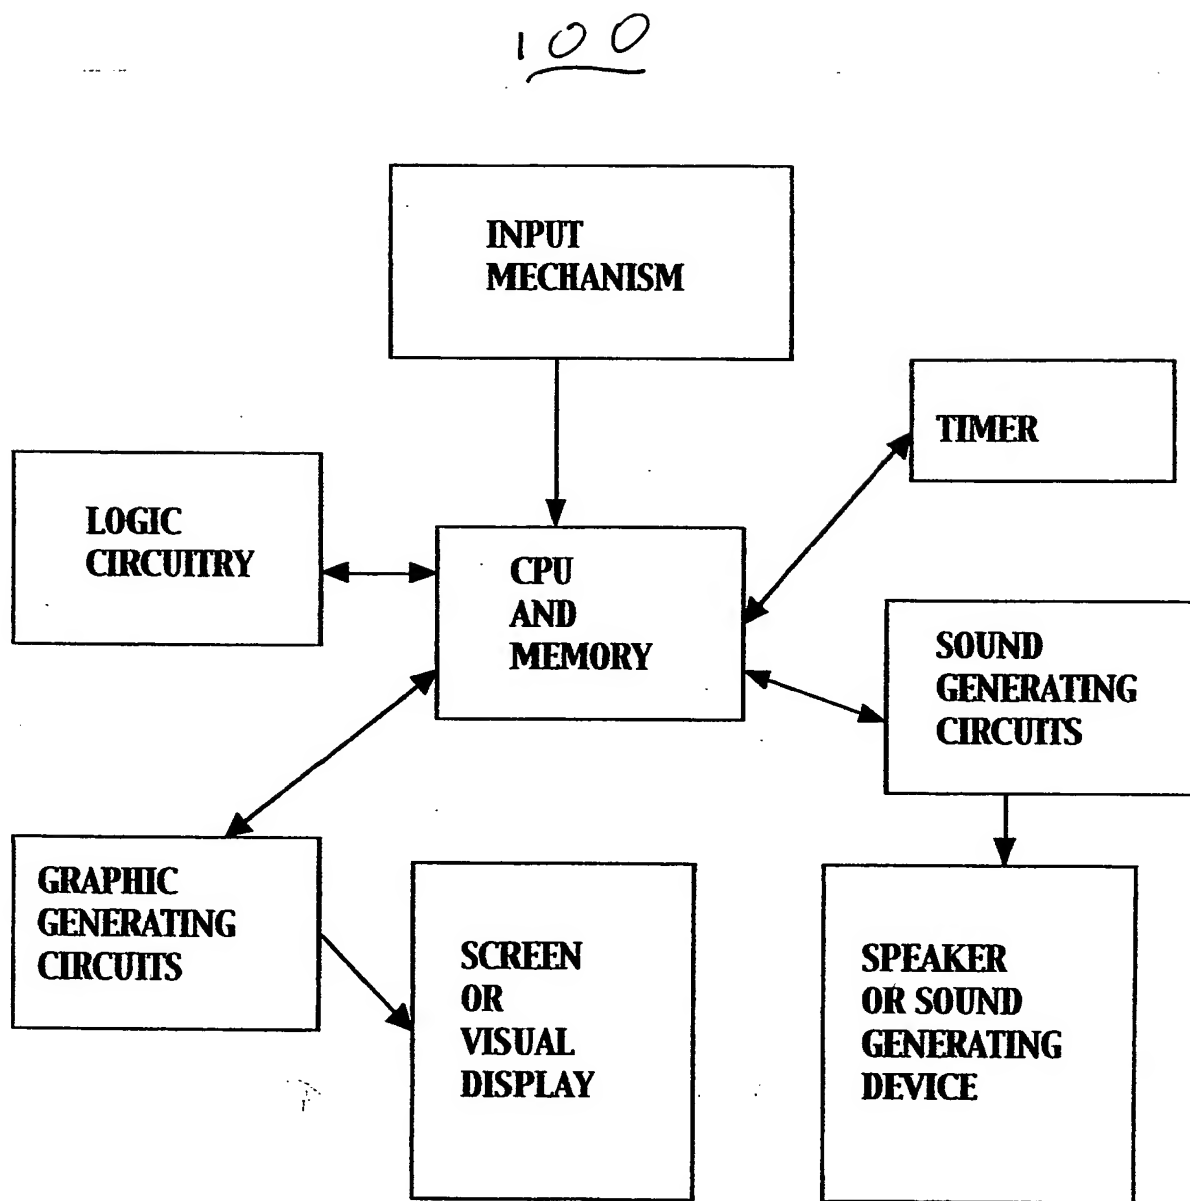 100
INPUT
MECHANISM
TIMER
LOGIC
CIRCUITRY
CPU
AND
MEMORY
SOUND
GENERATING
CIRCUITS
GRAPHIC
GENERATING
CIRCUITS
SCREEN
OR
VISUAL
DISPLAY
SPEAKER
OR SOUND
GENERATING
DEVICE